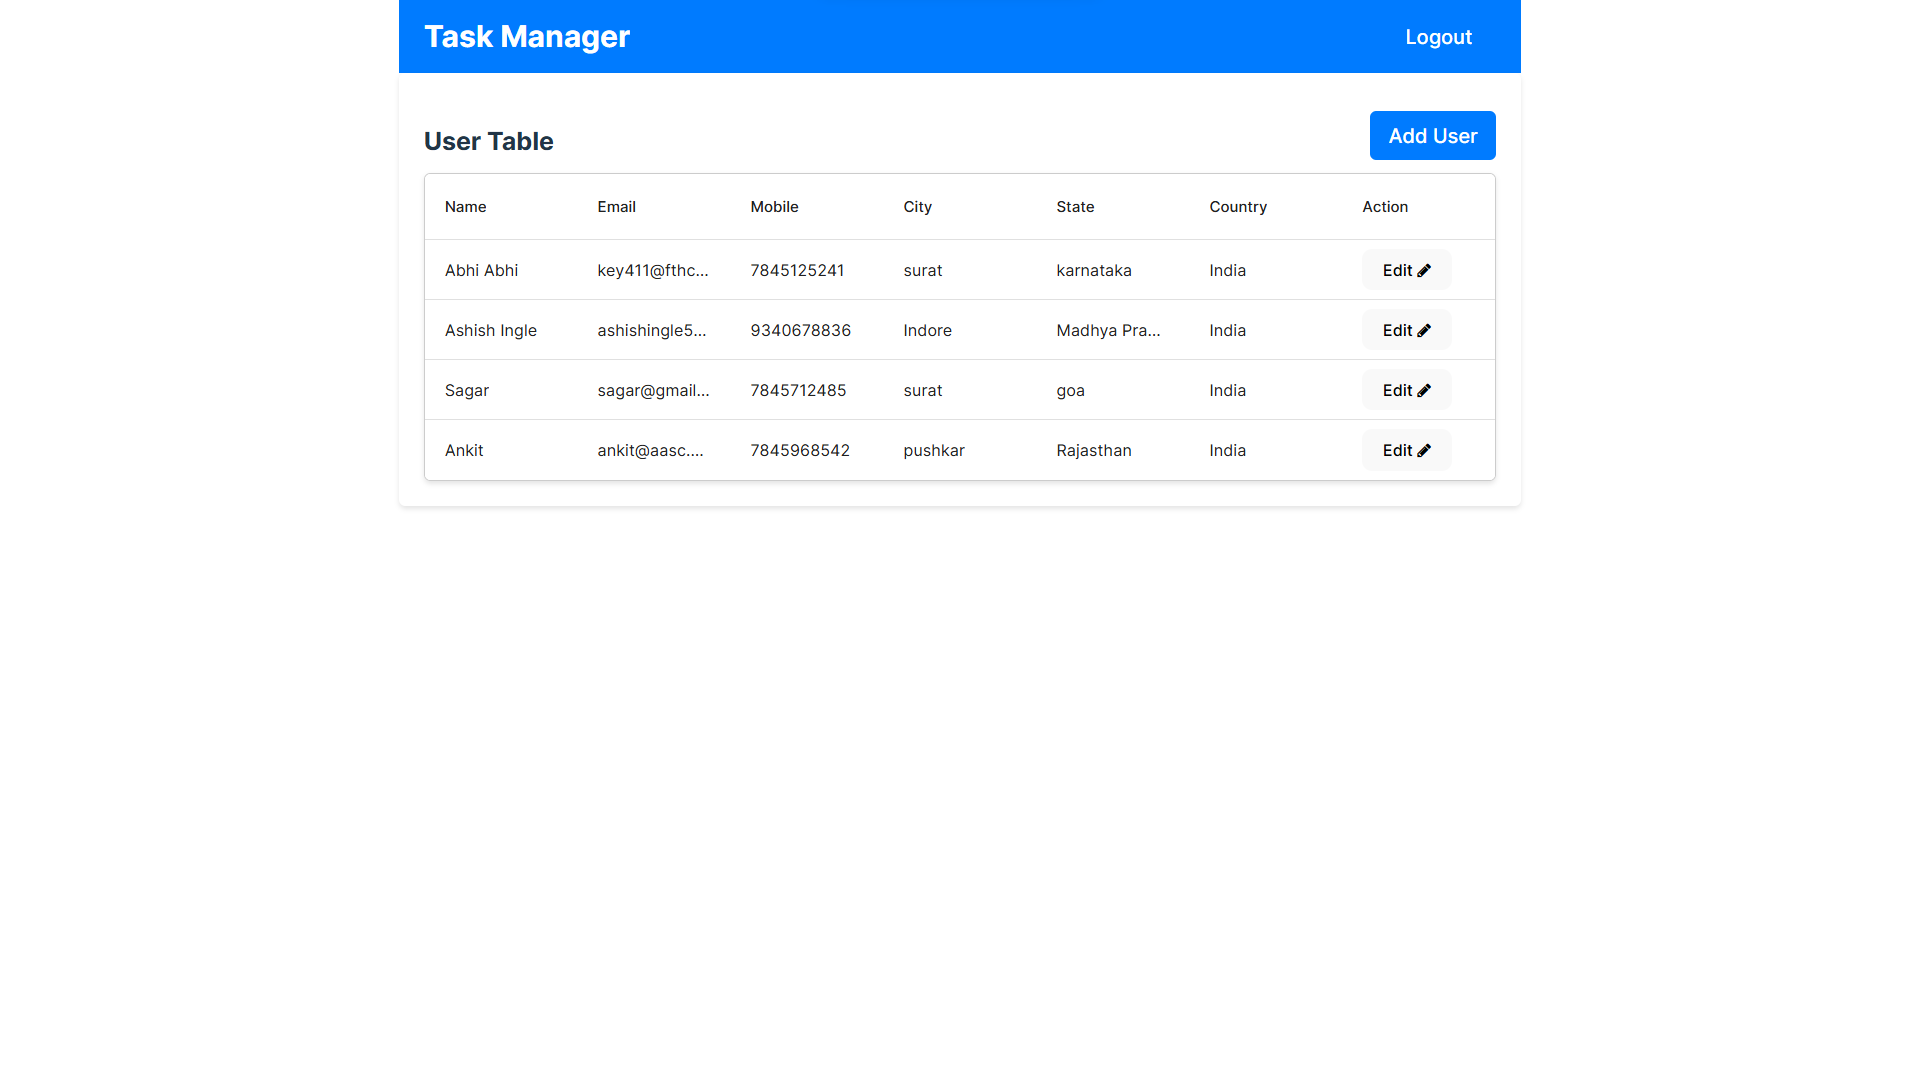 Task Manager Logout
User Table Add User
Name Email Mobile City State Country Action
Abhi Abhi key411@fthc... 7845125241 surat karnataka India Edit
Ashish Ingle ashishingle5... 9340678836 Indore Madhya Pra... India Edit
Sagar sagar@gmail... 7845712485 surat goa India Edit
Ankit ankit@aasc.... 7845968542 pushkar Rajasthan India Edit